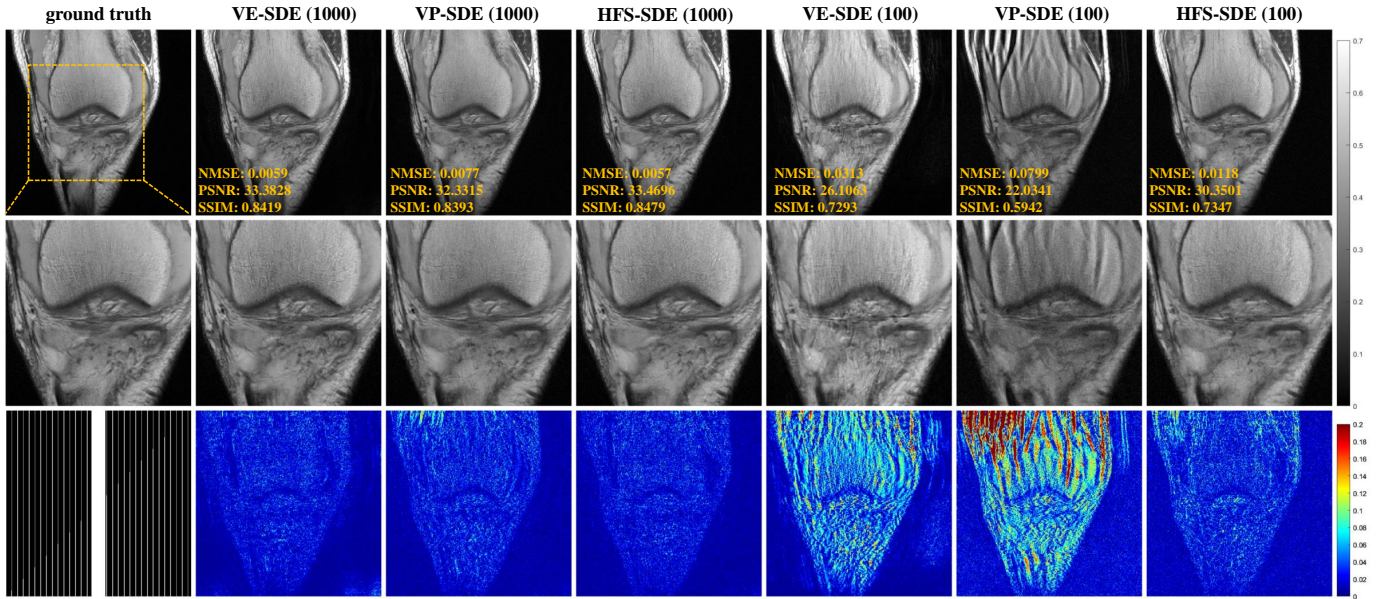 ground truth
VE-SDE (1000)
VP-SDE (1000)
HFS-SDE (1000)
VE-SDE (100)
VP-SDE (100)
HFS-SDE (100)
NMSE: 0.0059
PSNR: 33.3828
SSIM: 0.8419
NMSE: 0.0077
PSNR: 32.3315
SSIM: 0.8393
NMSE: 0.0057
PSNR: 33.4696
SSIM: 0.8479
NMSE: 0.0313
PSNR: 26.1063
SSIM: 0.7293
NMSE: 0.0799
PSNR: 22.0341
SSIM: 0.5942
NMSE: 0.0118
PSNR: 30.3501
SSIM: 0.7347
0.7
0.6
0.5
0.4
0.3
0.2
0.1
0
0.2
0.18
0.16
0.14
0.12
0.1
0.08
0.06
0.04
0.02
0